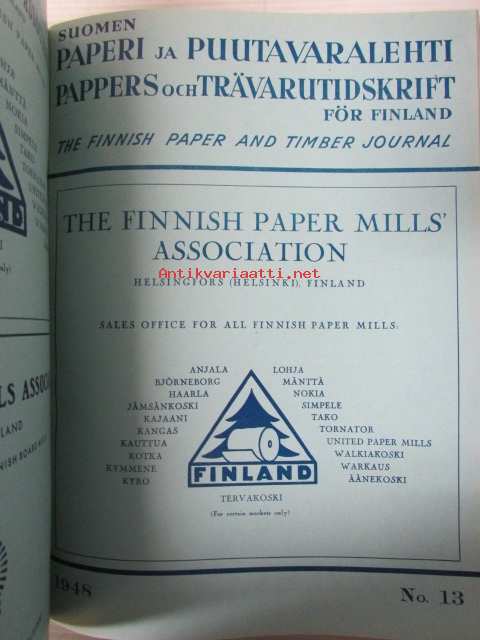 SUOMEN
PAPERI JA PUUTAVARALEHTI
PAPPERS OCH TRÄVARUTIDSKRIFT
FÖR FINLAND
THE FINNISH PAPER AND TIMBER JOURNAL
THE FINNISH PAPER MILLS'
ASSOCIATION
Antikvariaatti.net
HELSINGFORS (HELSINKI), FINLAND
SALES OFFICE FOR ALL FINNISH PAPER MILLS.
ANJALA
BJÖRNEBORG
HAARLA
JÄMSÄNKOSKI
KAJAANI
KANGAS
KAUTTUA
KOTKA
KYMMENE
KYRO
LOHJA
MÄNTTÄ
NOKIA
SIMPELE
TAKO
TORNATOR
UNITED PAPER MILLS
WALKIAKOSKI
WARKAUS
ÄÄNEKOSKI
FINLAND
TERVAKOSKI
(For certain markets only)
1948
No. 13